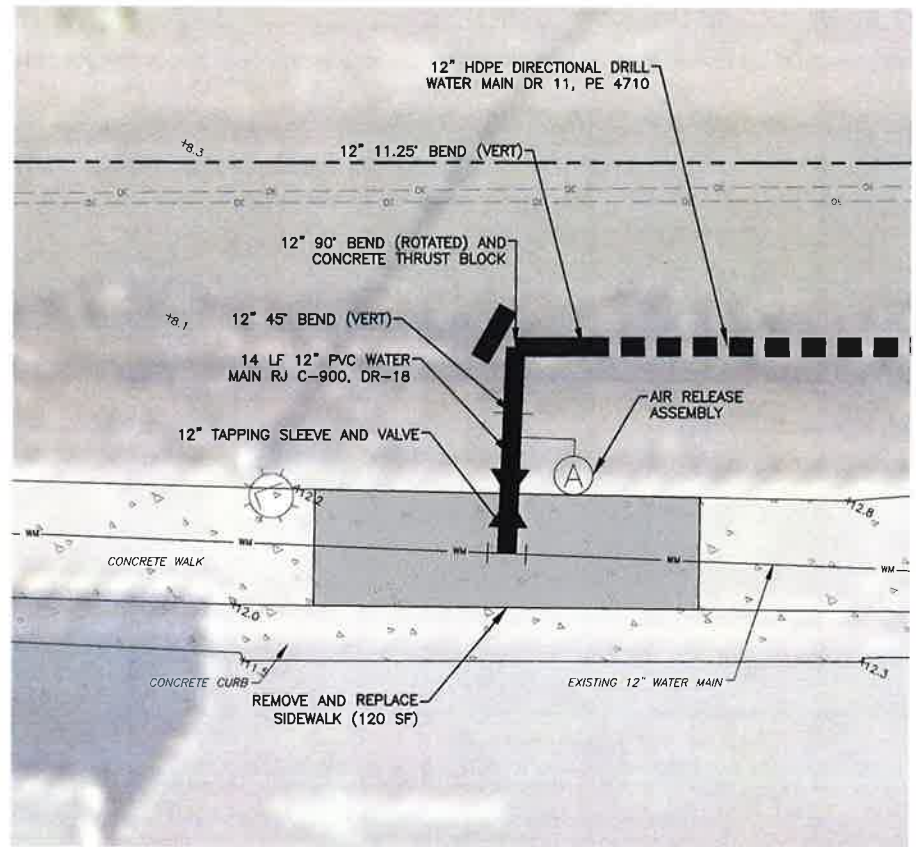 12" HDPE DIRECTIONAL DRILL
WATER MAIN DR 11, PE 4710
+8.3
12" 11.25° BEND (VERT)
12" 90° BEND (ROTATED) AND
CONCRETE THRUST BLOCK
+8.1
12" 45° BEND (VERT)
14 LF 12" PVC WATER
MAIN RJ C-900, DR-18
AIR RELEASE
ASSEMBLY
12" TAPPING SLEEVE AND VALVE
A
12.2
12.8
WM WM WM WM WM
CONCRETE WALK
12.0
11.5
12.3
CONCRETE CURB
EXISTING 12" WATER MAIN
REMOVE AND REPLACE
SIDEWALK (120 SF)